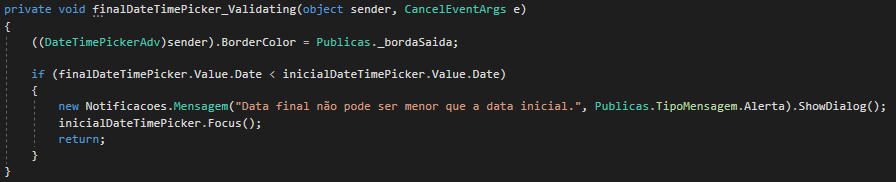 private void finalDateTimePicker_Validating(object sender, CancelEventArgs e)
{
((DateTimePickerAdv)sender).BorderColor = Publicas._bordaSaida;
if (finalDateTimePicker.Value.Date < inicialDateTimePicker.Value.Date)
{
new Notificacoes.Mensagem("Data final não pode ser menor que a data inicial.", Publicas.TipoMensagem.Alerta).ShowDialog();
inicialDateTimePicker.Focus();
return;
}
}